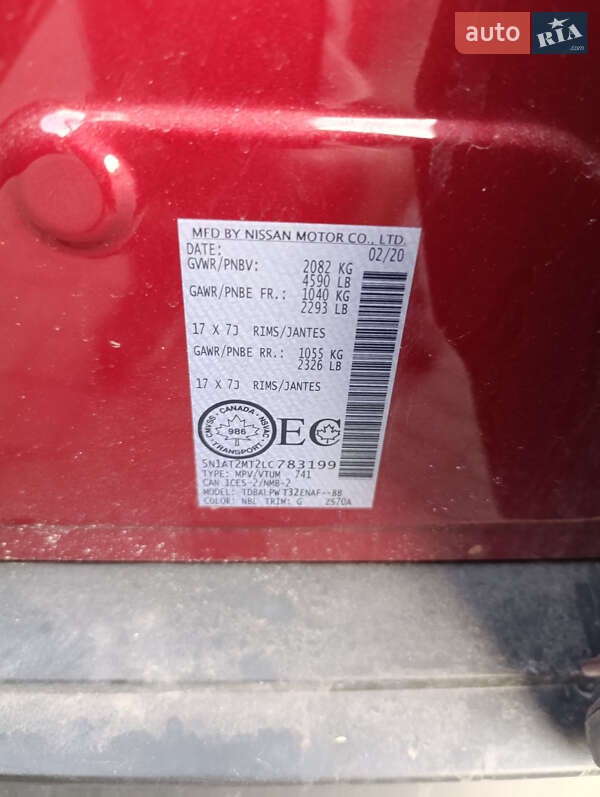 auto RIA.com
MFD BY NISSAN MOTOR CO., LTD.
DATE: 02/20
GVWR/PNBV: 2082 KG
4590 LB
GAWR/PNBE FR.: 1040 KG
2293 LB
17 X 7J RIMS/JANTES
GAWR/PNBE RR.: 1055 KG
2326 LB
17 X 7J RIMS/JANTES
CANADA
CMVSS 986 NSVAC
TRANSPORT
EC
5N1AT2MT2LC783199
TYPE: MPV/VTUM 741
CAN ICES-2/NMB-2
MODEL: TDBALPW T32ENAF--BB
COLOR: NBL TRIM: G Z570A